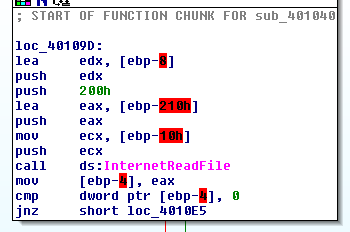 ; START OF FUNCTION CHUNK FOR sub_401040
loc_40109D:
lea edx, [ebp-8]
push edx
push 200h
lea eax, [ebp-210h]
push eax
mov ecx, [ebp-10h]
push ecx
call ds:InternetReadFile
mov [ebp-4], eax
cmp dword ptr [ebp-4], 0
jnz short loc_4010E5